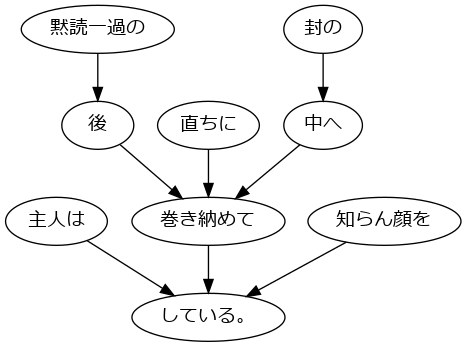 黙読一過の
封の
後
直ちに
中へ
主人は
巻き納めて
知らん顔を
している。